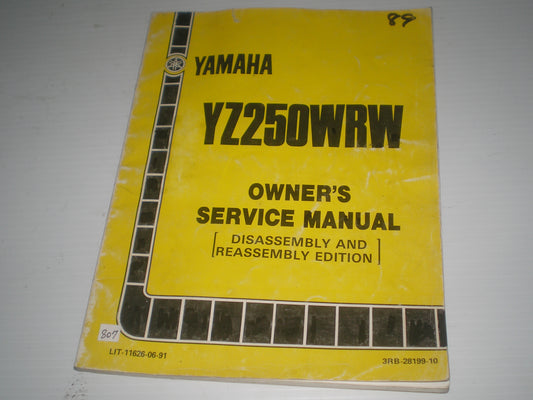 89
YAMAHA
YZ250WRW
OWNER'S
SERVICE MANUAL
[ DISASSEMBLY AND
REASSEMBLY EDITION ]
807
LIT-11626-06-91
3RB-28199-10